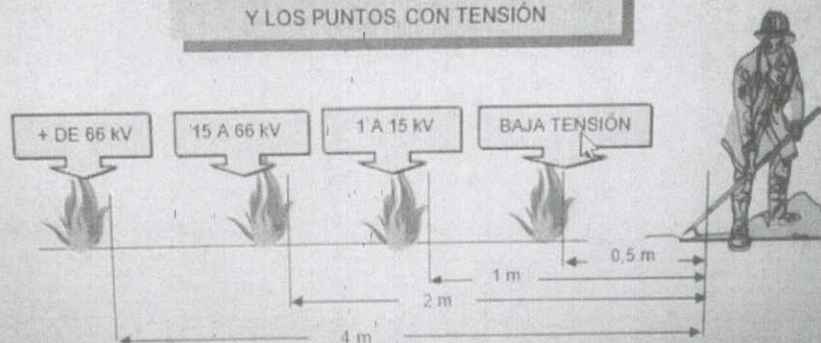 Y LOS PUNTOS CON TENSIÓN
+ DE 66 kV
15 A 66 kV
1 A 15 kV
BAJA TENSIÓN
0,5 m
1 m
2 m
4 m